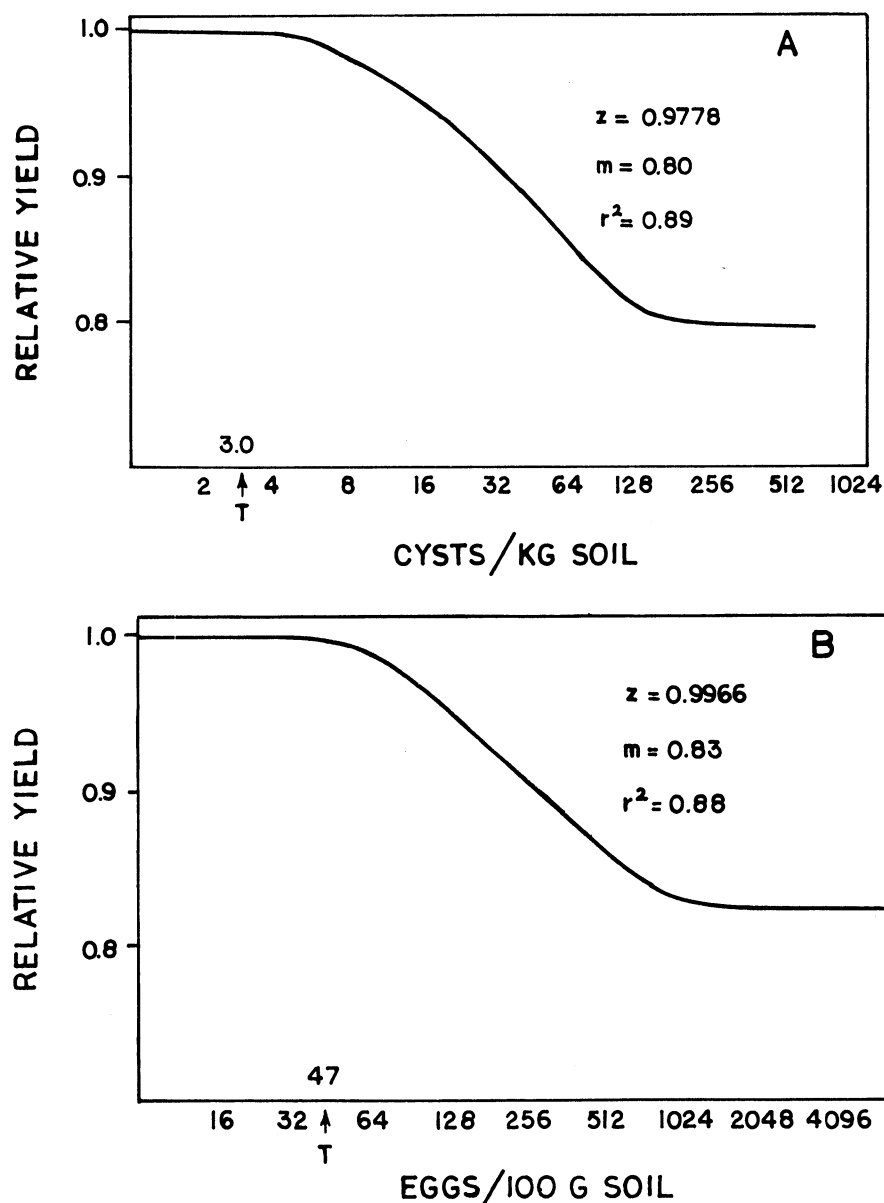 A
1.0
z = 0.9778
m = 0.80
0.9
r² = 0.89
0.8
RELATIVE YIELD
3.0
2 4 8 16 32 64 128 256 512 1024
T
CYSTS/KG SOIL
B
1.0
z = 0.9966
m = 0.83
0.9
r² = 0.88
0.8
RELATIVE YIELD
47
16 32 64 128 256 512 1024 2048 4096
T
EGGS/100 G SOIL